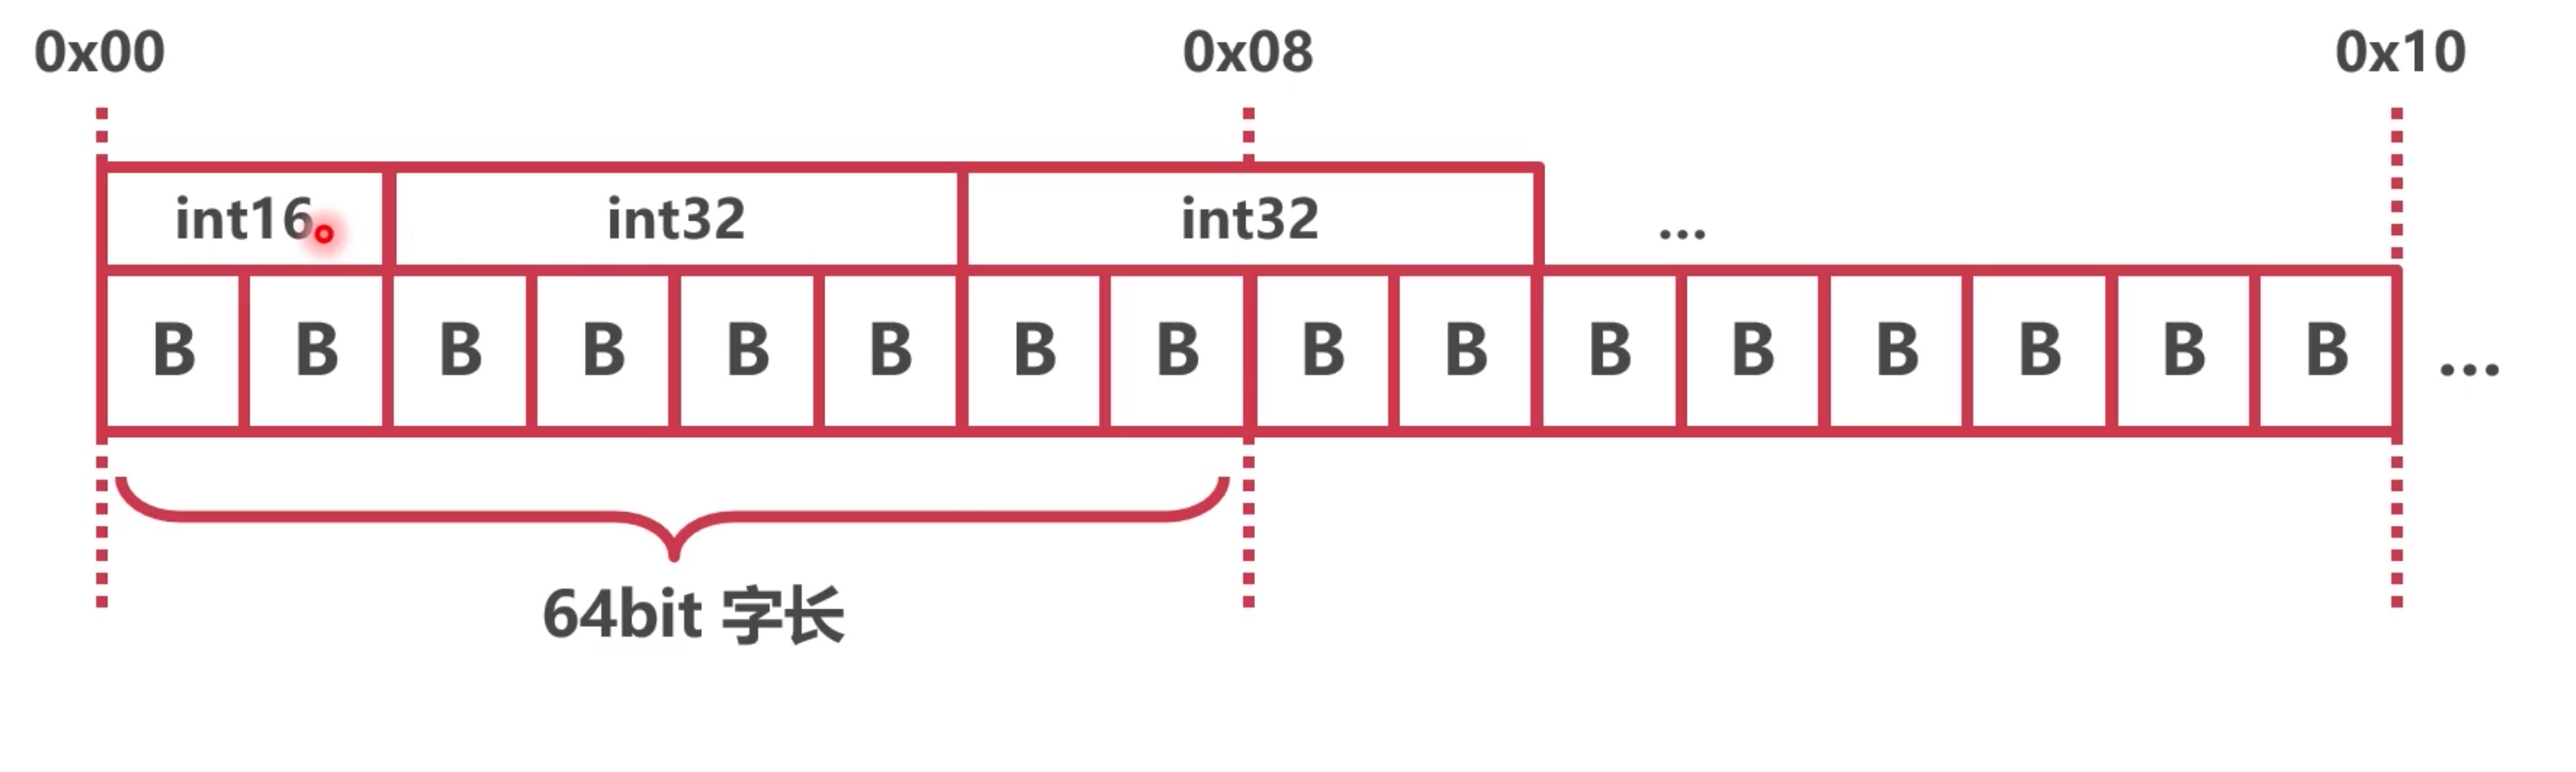 0x00 0x08 0x10
int16 int32 int32 ...
B B B B B B B B B B B B B B B B ...
64bit 字长